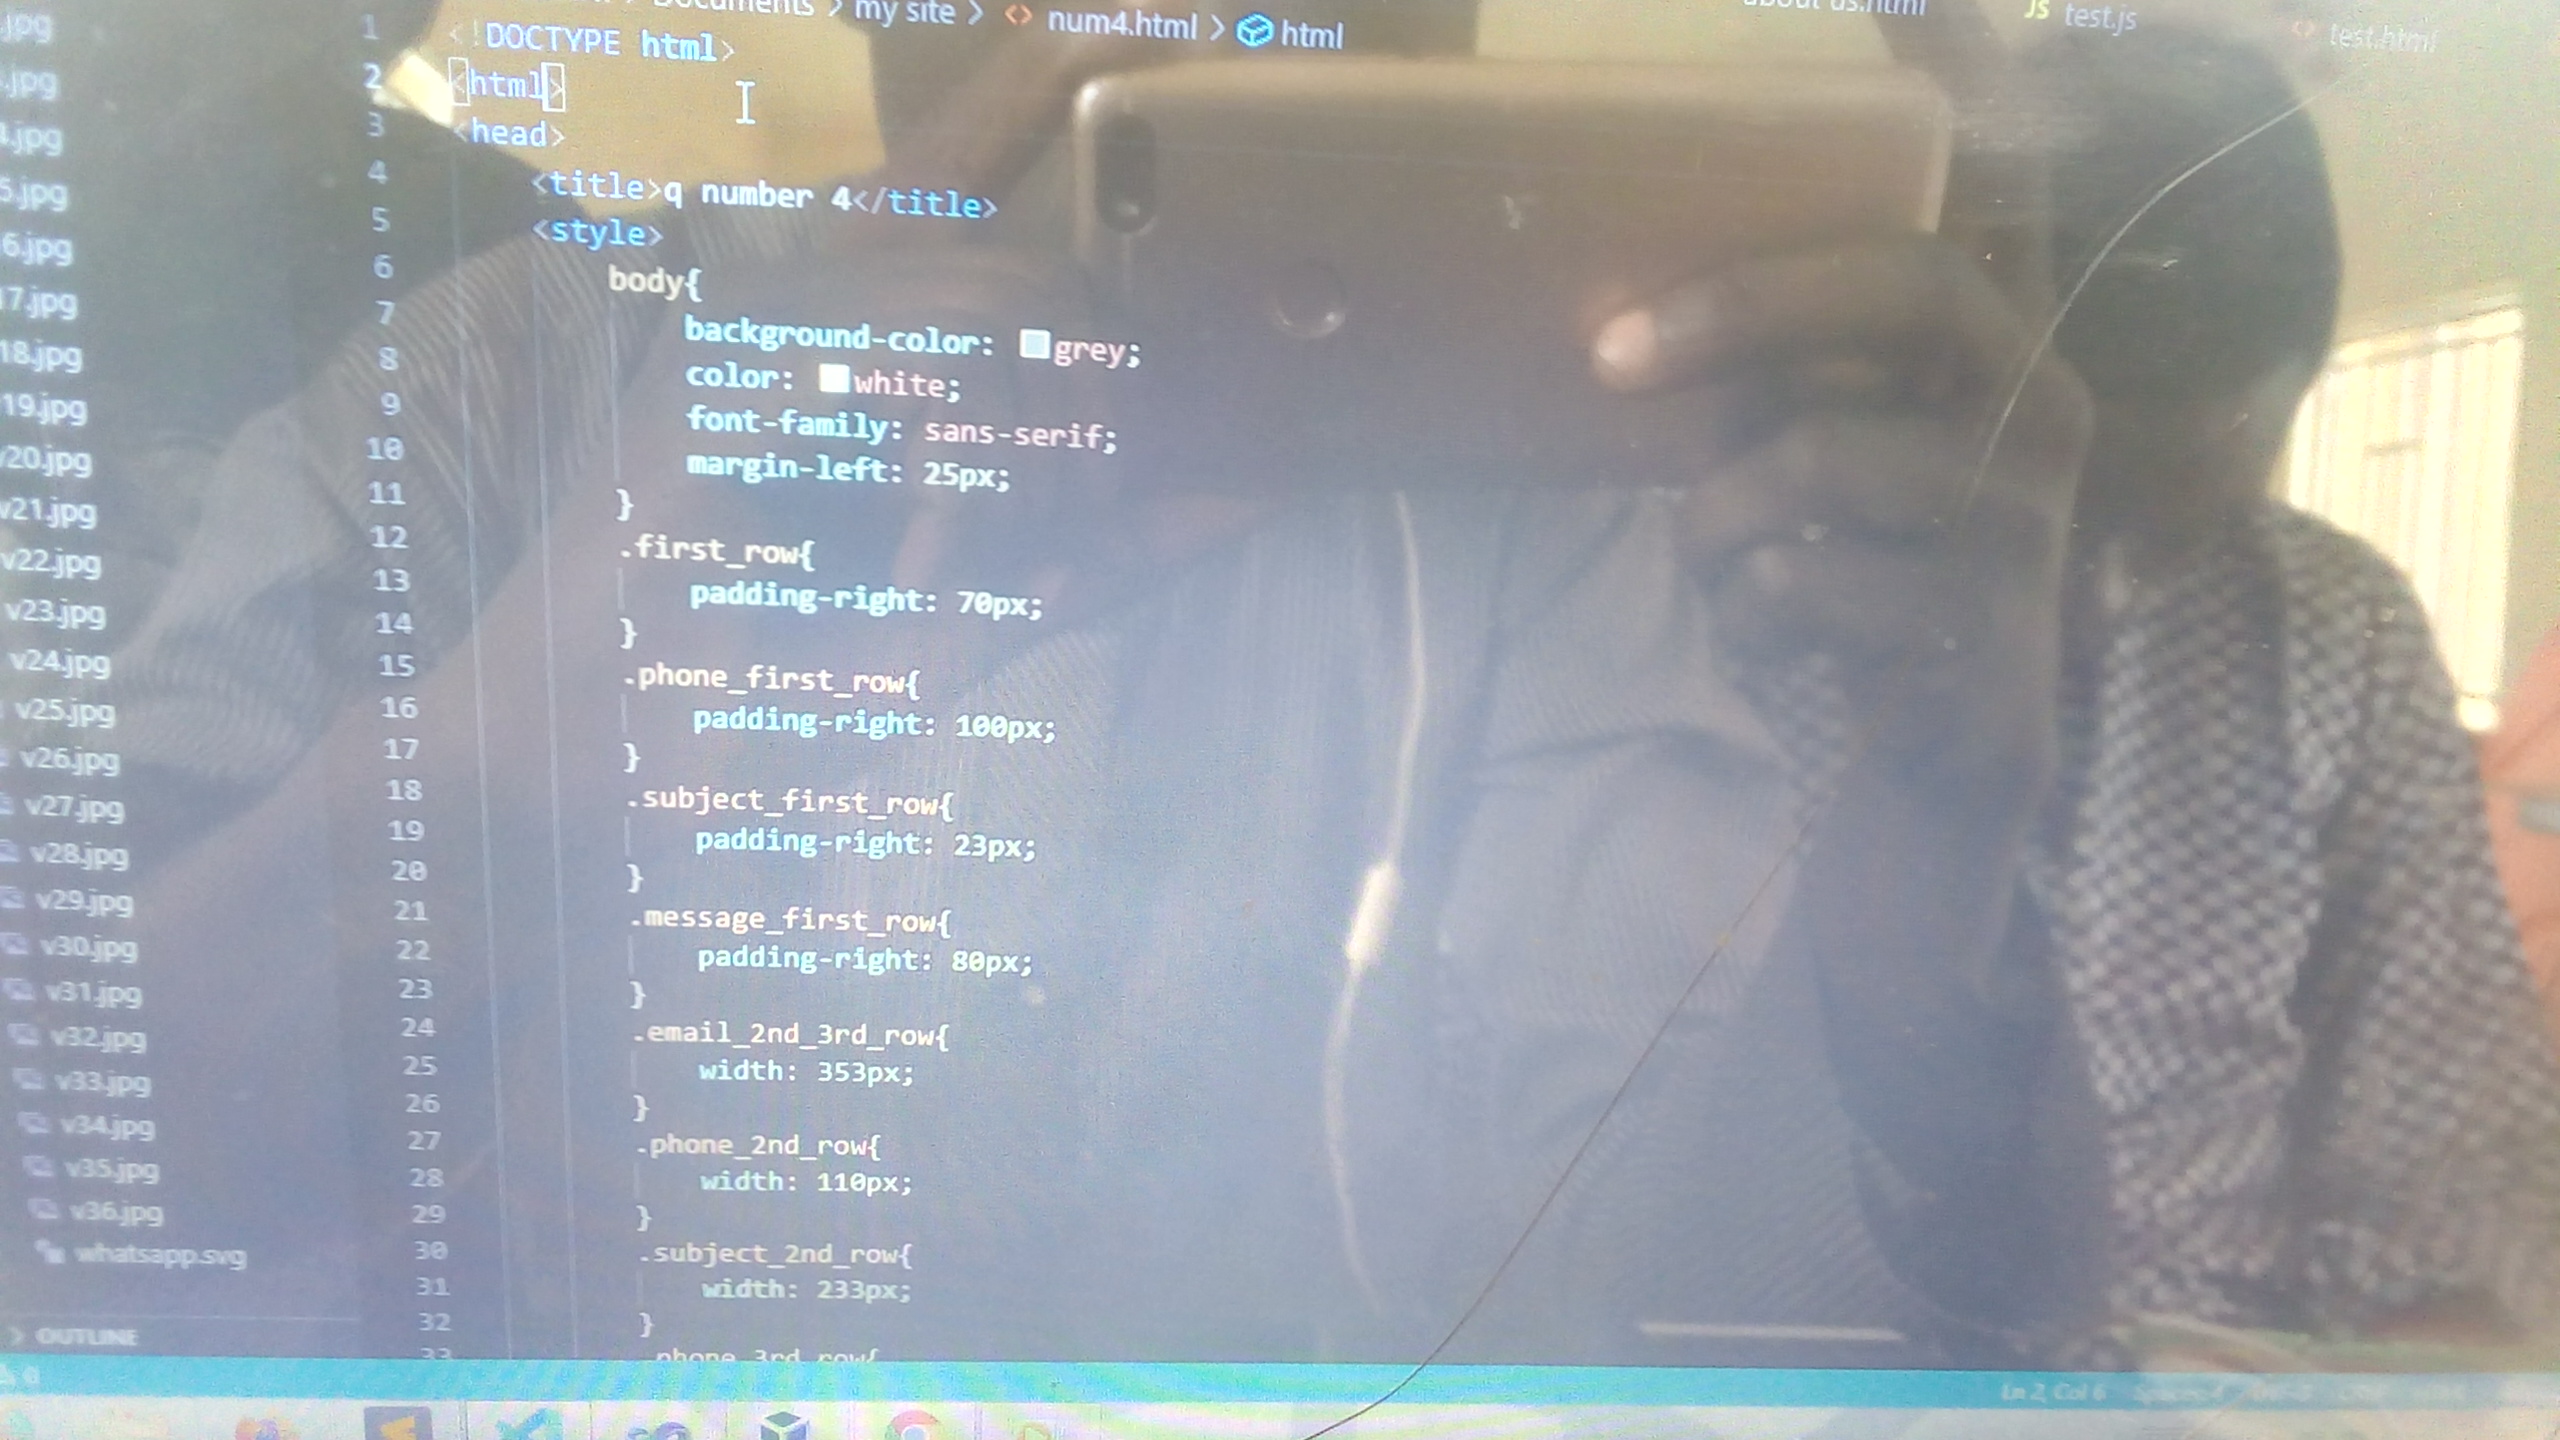 Documents > my site > num4.html > html
test.js
test.html
.jpg
.jpg
.jpg
5.jpg
6.jpg
17.jpg
18.jpg
19.jpg
v20.jpg
v21.jpg
v22.jpg
v23.jpg
v24.jpg
v25.jpg
v26.jpg
v27.jpg
v28.jpg
v29.jpg
v30.jpg
v31.jpg
v32.jpg
v33.jpg
v34.jpg
v35.jpg
v36.jpg
whatsapp.svg
> OUTLINE
1 <!DOCTYPE html>
2 <html>
3 <head>
4 <title>q number 4</title>
5 <style>
6 body{
7 background-color: grey;
8 color: white;
9 font-family: sans-serif;
10 margin-left: 25px;
11 }
12 .first_row{
13 padding-right: 70px;
14 }
15 .phone_first_row{
16 padding-right: 100px;
17 }
18 .subject_first_row{
19 padding-right: 23px;
20 }
21 .message_first_row{
22 padding-right: 80px;
23 }
24 .email_2nd_3rd_row{
25 width: 353px;
26 }
27 .phone_2nd_row{
28 width: 110px;
29 }
30 .subject_2nd_row{
31 width: 233px;
32 }
33 .phone_3rd_row{
0
Ln 2, Col 6